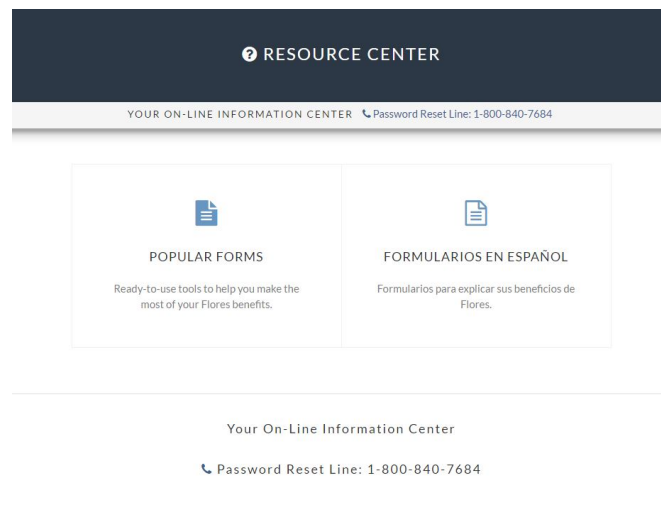 RESOURCE CENTER
YOUR ON-LINE INFORMATION CENTER Password Reset Line: 1-800-840-7684
POPULAR FORMS
Ready-to-use tools to help you make the
most of your Flores benefits.
FORMULARIOS EN ESPAÑOL
Formularios para explicar sus beneficios de
Flores.
Your On-Line Information Center
Password Reset Line: 1-800-840-7684